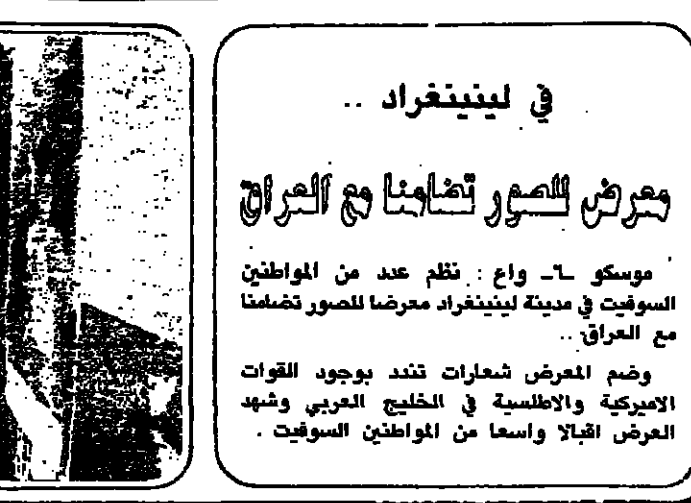 في لينينغراد ..
معرض للصور تضامنا مع العراق
موسكو ـ٦ـ واع : نظم عدد من المواطنين
السوفيت في مدينة لينينغراد معرضا للصور تضامنا
مع العراق ..
وضم المعرض شعارات تندد بوجود القوات
الاميركية والاطلسية في الخليج العربي وشهد
العرض اقبالا واسعا من المواطنين السوفيت .